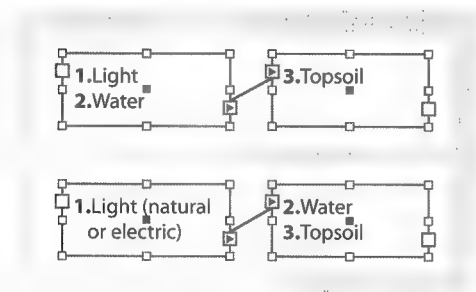 1.Light
2.Water
3.Topsoil
1.Light (natural
or electric)
2.Water
3.Topsoil